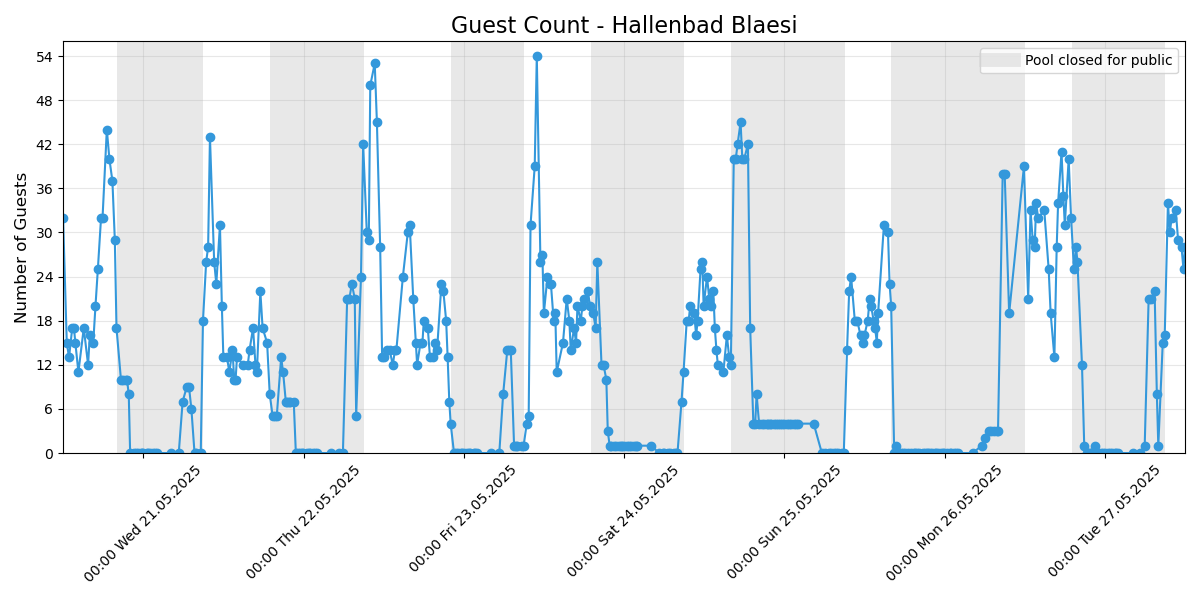 Guest Count - Hallenbad Blaesi
Pool closed for public
Number of Guests
54
48
42
36
30
24
18
12
6
0
00:00 Wed 21.05.2025
00:00 Thu 22.05.2025
00:00 Fri 23.05.2025
00:00 Sat 24.05.2025
00:00 Sun 25.05.2025
00:00 Mon 26.05.2025
00:00 Tue 27.05.2025